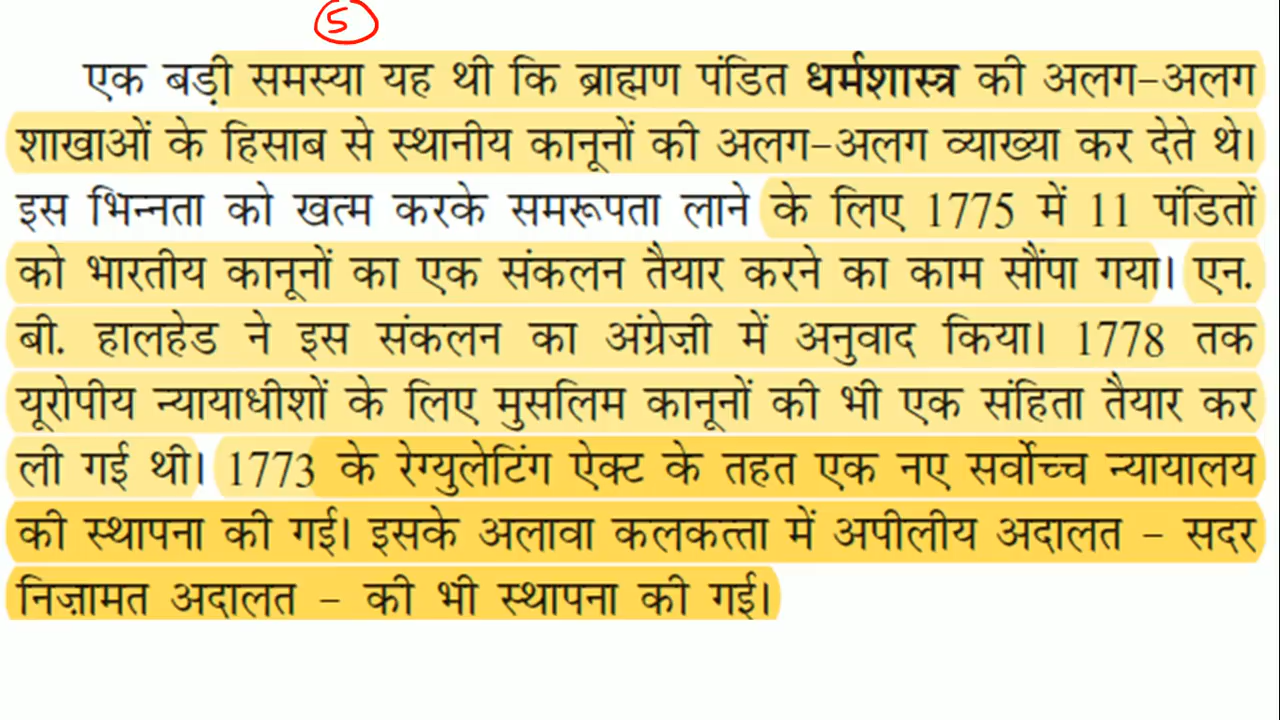 5
एक बड़ी समस्या यह थी कि ब्राह्मण पंडित धर्मशास्त्र की अलग-अलग
शाखाओं के हिसाब से स्थानीय कानूनों की अलग-अलग व्याख्या कर देते थे।
इस भिन्नता को खत्म करके समरूपता लाने के लिए 1775 में 11 पंडितों
को भारतीय कानूनों का एक संकलन तैयार करने का काम सौंपा गया। एन.
बी. हालहेड ने इस संकलन का अंग्रेज़ी में अनुवाद किया। 1778 तक
यूरोपीय न्यायाधीशों के लिए मुसलिम कानूनों की भी एक संहिता तैयार कर
ली गई थी। 1773 के रेग्युलेटिंग ऐक्ट के तहत एक नए सर्वोच्च न्यायालय
की स्थापना की गई। इसके अलावा कलकत्ता में अपीलीय अदालत - सदर
निज़ामत अदालत - की भी स्थापना की गई।